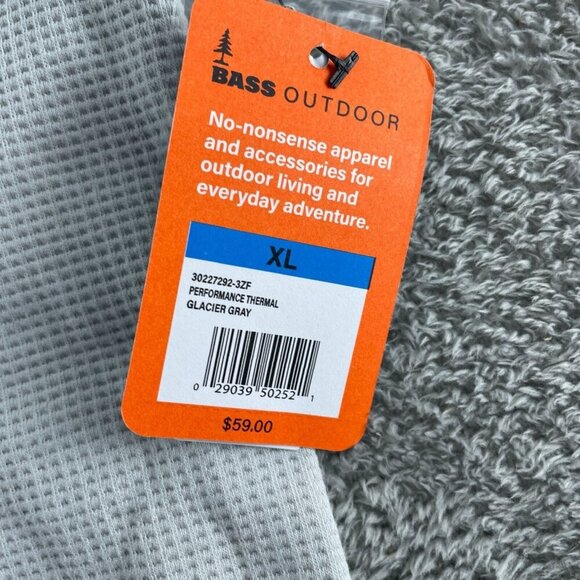 BASS OUTDOOR
No-nonsense apparel
and accessories for
outdoor living and
everyday adventure.
XL
30227292-3ZF
PERFORMANCE THERMAL
GLACIER GRAY
0 29039 50252 1
$59.00